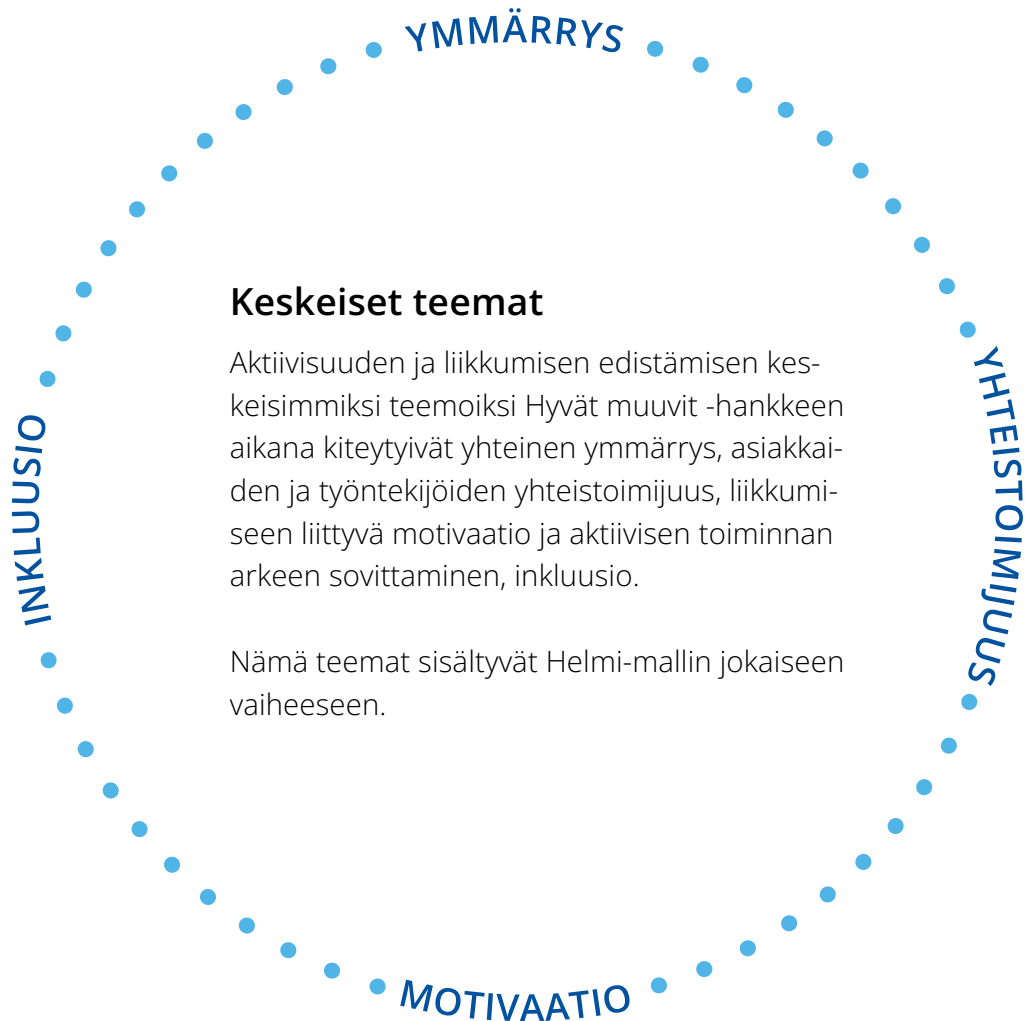 YMMÄRRYS
Keskeiset teemat
Aktiivisuuden ja liikkumisen edistämisen kes-
keisimmiksi teemoiksi Hyvät muuvit -hankkeen
aikana kiteytyivät yhteinen ymmärrys, asiakkai-
den ja työntekijöiden yhteistoimijuus, liikkumi-
seen liittyvä motivaatio ja aktiivisen toiminnan
arkeen sovittaminen, inkluusio.
Nämä teemat sisältyvät Helmi-mallin jokaiseen
vaiheeseen.
YHTEISTOIMIJUUS
MOTIVAATIO
INKLUUSIO